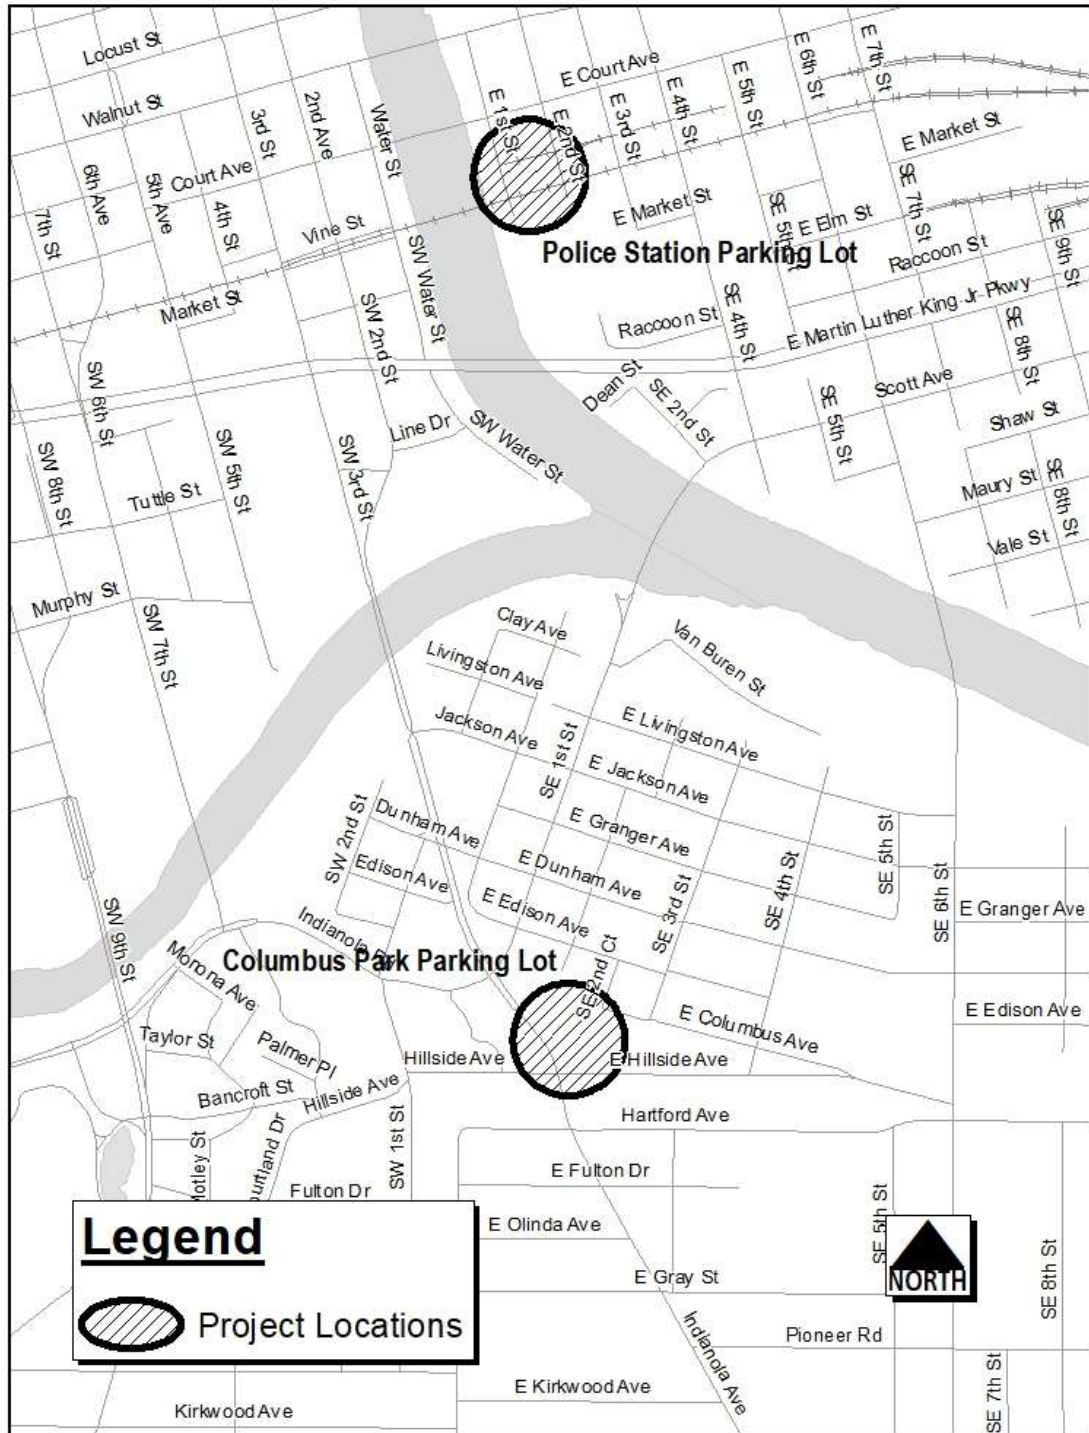 Locust St
E Court Ave
E 6th St
E 7th St
Walnut St
3rd St
2nd Ave
Water St
E 1st St
E 2nd St
E 3rd St
E 4th St
E 5th St
E Market St
6th Ave
5th Ave
Court Ave
4th St
7th St
Vine St
E Market St
SE 5th St
E Elm St
SE 7th St
SE 9th St
Police Station Parking Lot
Raccoon St
Market St
SW Water St
SW 2nd St
Raccoon St
SE 4th St
E Martin Luther King Jr Pkwy
SE 8th St
SW 6th St
Dean St
SE 2nd St
Scott Ave
SE 5th St
Shaw St
Line Dr
SW Water St
SW 8th St
Tuttle St
SW 5th St
SW 3rd St
Maury St
SE 8th St
Vale St
Murphy St
SW 7th St
Clay Ave
Van Buren St
Livingston Ave
Jackson Ave
SE 1st St
E Livingston Ave
E Jackson Ave
SW 2nd St
Dunham Ave
E Granger Ave
SE 5th St
Edison Ave
E Dunham Ave
SE 3rd St
SE 4th St
SE 6th St
E Edison Ave
E Granger Ave
SW 9th St
Indianola
Columbus Park Parking Lot
SE 2nd Ct
Morona Ave
E Columbus Ave
E Edison Ave
Taylor St
Palmer Pl
Hillside Ave
E Hillside Ave
Bancroft St
Hillside Ave
Hartford Ave
SW 1st St
E Fulton Dr
Fulton Dr
E Olinda Ave
SE 5th St
E Gray St
SE 8th St
NORTH
Legend
Project Locations
Indianola Ave
Pioneer Rd
SE 7th St
E Kirkwood Ave
Kirkwood Ave